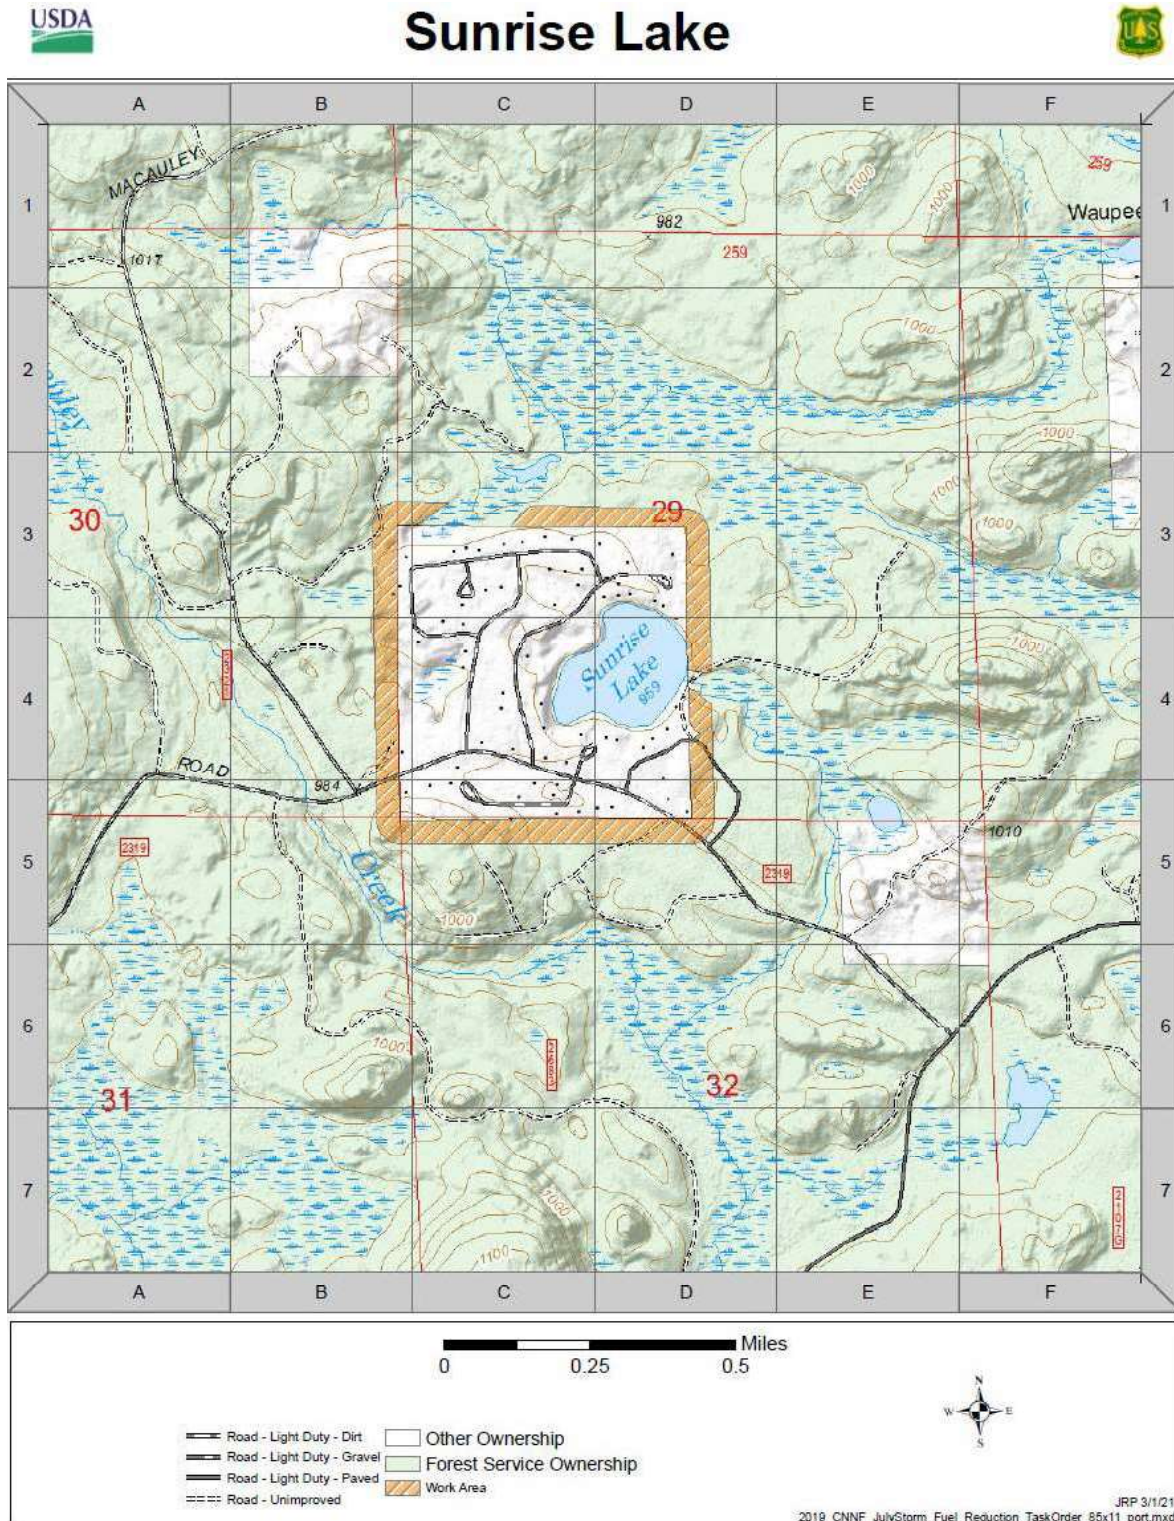 USDA
Sunrise Lake
UAS
A B C D E F
1 MACAULEY 982 1000 1000 259 1
Waupee
1017 259
2 1000 2
1000
1000
30 29 1000
3 3
1000
Sunrise
Lake
959
4 4
ROAD
984
1010
2319
5 2319 5
Creek
1000
6 1000 6
31 32
7 1000 7
2107G
1100
A B C D E F
Miles
0 0.25 0.5
N
W E
S
Road - Light Duty - Dirt
Road - Light Duty - Gravel
Road - Light Duty - Paved
Road - Unimproved
Other Ownership
Forest Service Ownership
Work Area
JRP 3/1/21
2019_CNNF_JulyStorm_Fuel_Reduction_TaskOrder_85x11_port.mxd